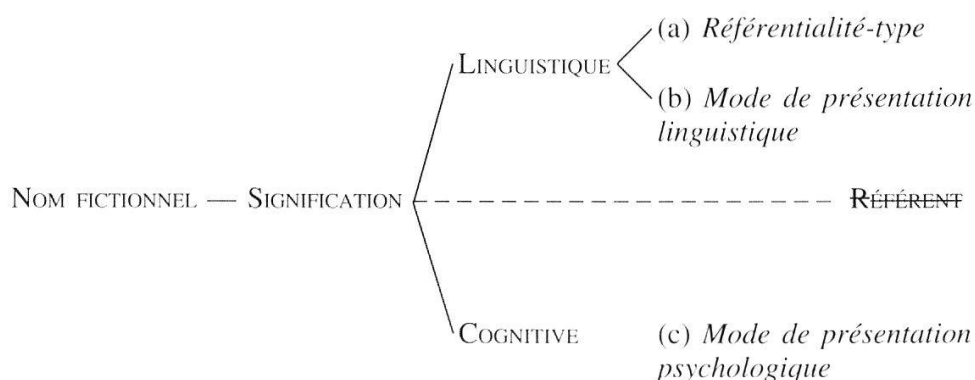 (a) Référentialité-type
LINGUISTIQUE
(b) Mode de présentation
linguistique
NOM FICTIONNEL — SIGNIFICATION RÉFÉRENT
COGNITIVE (c) Mode de présentation
psychologique